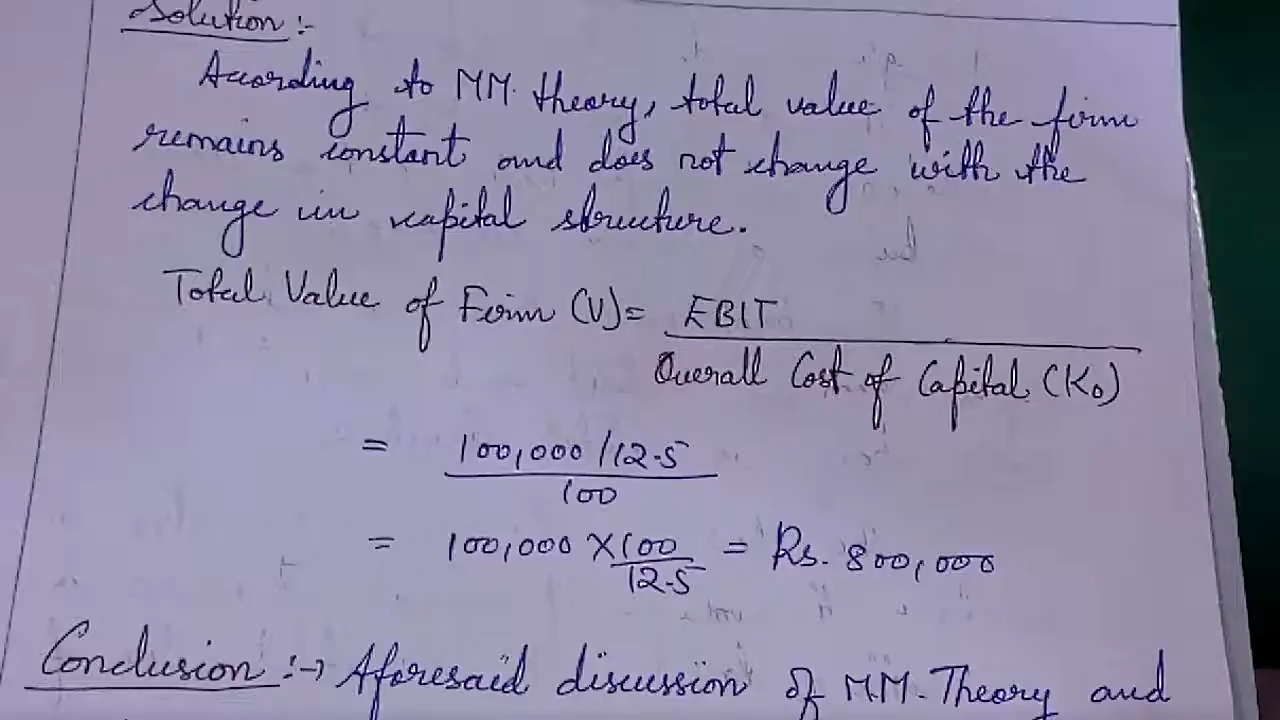 Solution :-
According to MM. theory, total value of the firm
remains constant and does not change with the
change in capital structure.
Total Value of Firm (V) = EBIT
Overall Cost of Capital (K₀)
= 100,000 / 12.5
100
= 100,000 × 100 = Rs. 800,000
12.5
Conclusion :→ Aforesaid discussion of M.M. Theory and